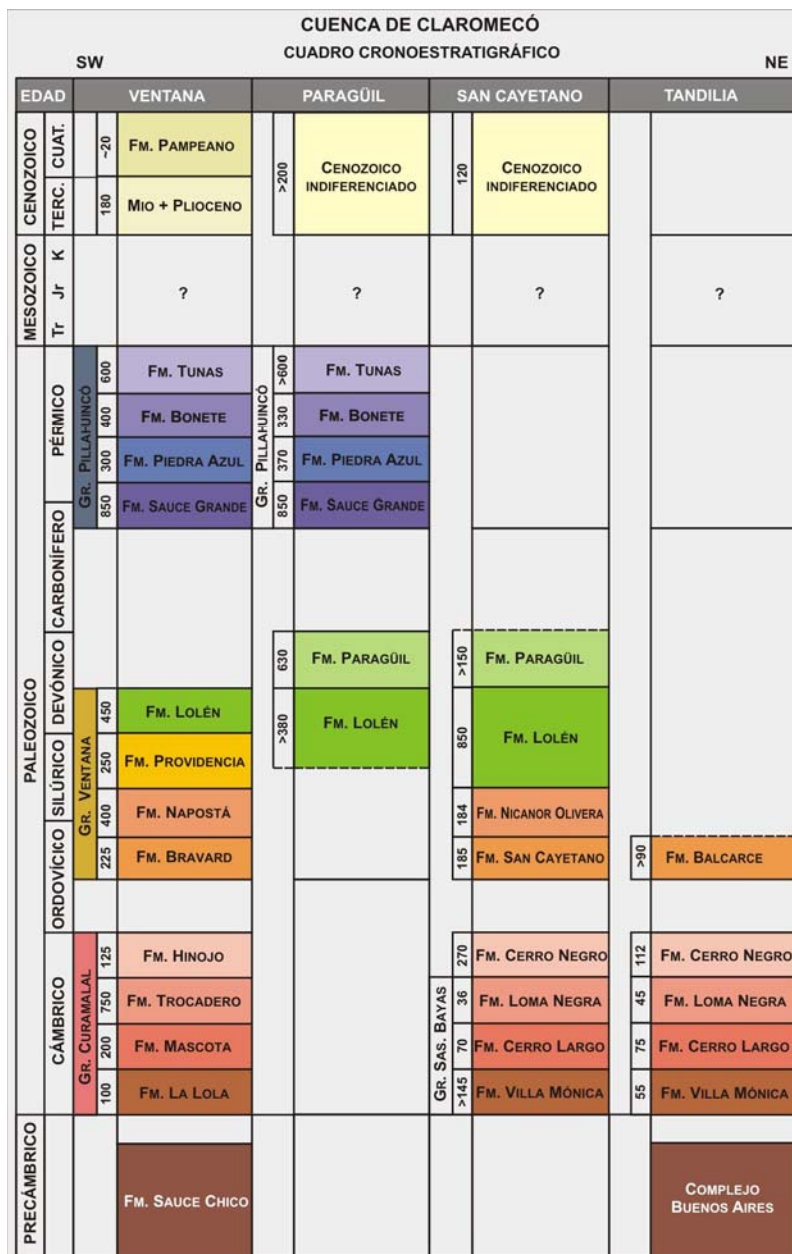 CUENCA DE CLAROMECÓ
CUADRO CRONOESTRATIGRÁFICO
SW
NE
EDAD
VENTANA
PARAGÜIL
SAN CAYETANO
TANDILIA
CENOZOICO
CUAT.
~20
FM. PAMPEANO
>200
CENOZOICO
INDIFERENCIADO
120
CENOZOICO
INDIFERENCIADO
TERC.
180
MIO + PLIOCENO
MESOZOICO
K
Jr
Tr
?
?
?
?
PALEOZOICO
PÉRMICO
GR. PILLAHUINCÓ
600
FM. TUNAS
GR. PILLAHUINCÓ
>600
FM. TUNAS
400
FM. BONETE
330
FM. BONETE
300
FM. PIEDRA AZUL
370
FM. PIEDRA AZUL
850
FM. SAUCE GRANDE
850
FM. SAUCE GRANDE
CARBONÍFERO
DEVÓNICO
630
FM. PARAGÜIL
>150
FM. PARAGÜIL
GR. VENTANA
450
FM. LOLÉN
>380
FM. LOLÉN
850
FM. LOLÉN
SILÚRICO
250
FM. PROVIDENCIA
400
FM. NAPOSTÁ
184
FM. NICANOR OLIVERA
ORDOVÍCICO
225
FM. BRAVARD
185
FM. SAN CAYETANO
>90
FM. BALCARCE
CÁMBRICO
GR. CURAMALAL
125
FM. HINOJO
270
FM. CERRO NEGRO
112
FM. CERRO NEGRO
750
FM. TROCADERO
GR. SAS. BAYAS
36
FM. LOMA NEGRA
45
FM. LOMA NEGRA
200
FM. MASCOTA
70
FM. CERRO LARGO
75
FM. CERRO LARGO
100
FM. LA LOLA
>145
FM. VILLA MÓNICA
55
FM. VILLA MÓNICA
PRECÁMBRICO
FM. SAUCE CHICO
COMPLEJO
BUENOS AIRES